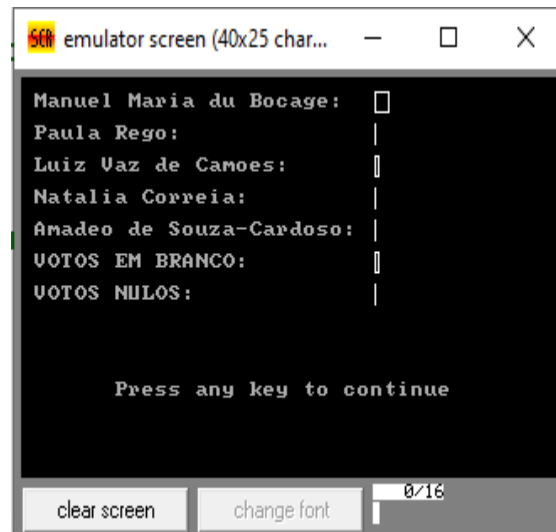 SCR emulator screen (40x25 char...
Manuel Maria du Bocage:
Paula Rego:
Luiz Vaz de Camoes:
Natalia Correia:
Amadeo de Souza-Cardoso:
VOTOS EM BRANCO:
VOTOS NULOS:
Press any key to continue
clear screen
change font
0/16